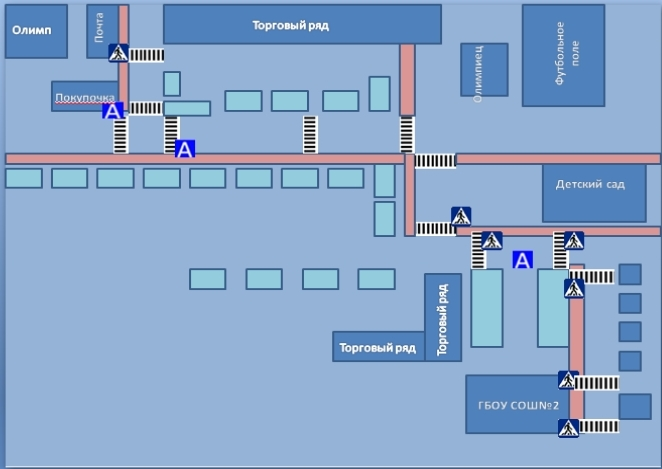 Олимп
Почта
Торговый ряд
Олимпиец
Футбольное
поле
Покупочка
А
А
Детский сад
А
Торговый ряд
Торговый ряд
ГБОУ СОШ№2